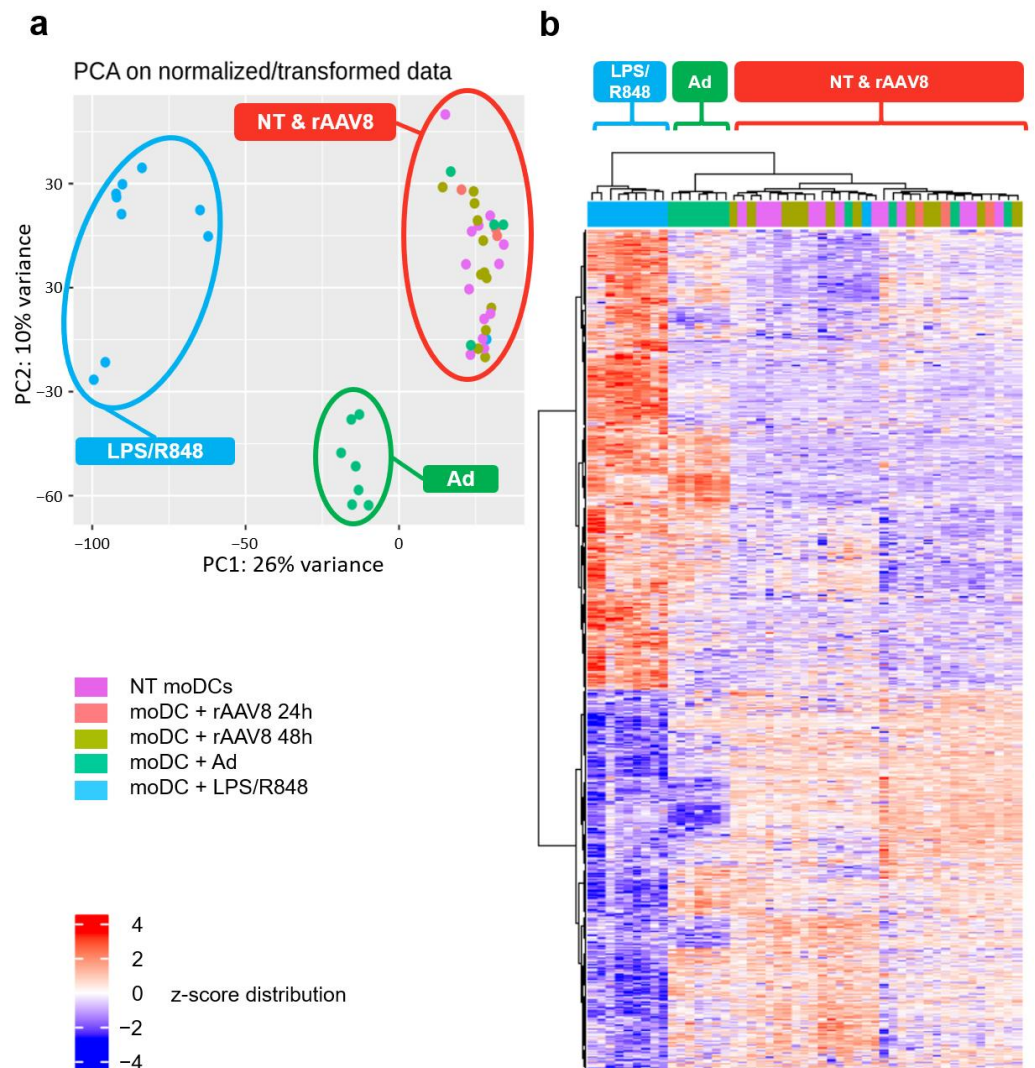 a
PCA on normalized/transformed data
NT & rAAV8
LPS/R848
Ad
30
30
−30
−60
PC2: 10% variance
−100
−50
0
PC1: 26% variance
NT moDCs
moDC + rAAV8 24h
moDC + rAAV8 48h
moDC + Ad
moDC + LPS/R848
4
2
0
−2
−4
z-score distribution
b
LPS/
R848
Ad
NT & rAAV8